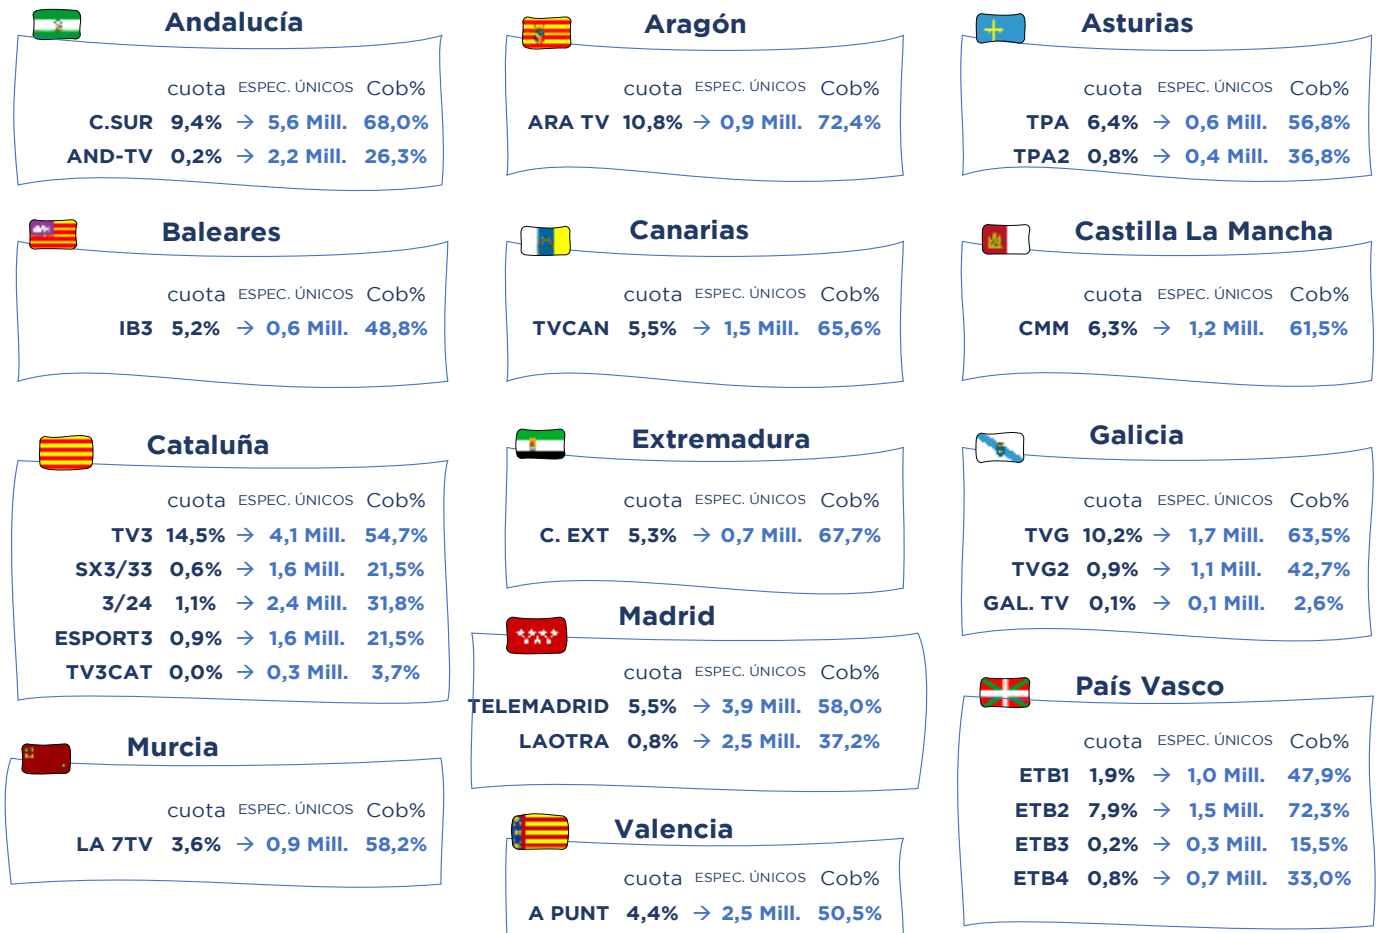 Andalucía
cuota ESPEC. ÚNICOS Cob%
C.SUR 9,4% → 5,6 Mill. 68,0%
AND-TV 0,2% → 2,2 Mill. 26,3%
Aragón
cuota ESPEC. ÚNICOS Cob%
ARA TV 10,8% → 0,9 Mill. 72,4%
Asturias
cuota ESPEC. ÚNICOS Cob%
TPA 6,4% → 0,6 Mill. 56,8%
TPA2 0,8% → 0,4 Mill. 36,8%
Baleares
cuota ESPEC. ÚNICOS Cob%
IB3 5,2% → 0,6 Mill. 48,8%
Canarias
cuota ESPEC. ÚNICOS Cob%
TVCAN 5,5% → 1,5 Mill. 65,6%
Castilla La Mancha
cuota ESPEC. ÚNICOS Cob%
CMM 6,3% → 1,2 Mill. 61,5%
Cataluña
cuota ESPEC. ÚNICOS Cob%
TV3 14,5% → 4,1 Mill. 54,7%
SX3/33 0,6% → 1,6 Mill. 21,5%
3/24 1,1% → 2,4 Mill. 31,8%
ESPORT3 0,9% → 1,6 Mill. 21,5%
TV3CAT 0,0% → 0,3 Mill. 3,7%
Extremadura
cuota ESPEC. ÚNICOS Cob%
C. EXT 5,3% → 0,7 Mill. 67,7%
Galicia
cuota ESPEC. ÚNICOS Cob%
TVG 10,2% → 1,7 Mill. 63,5%
TVG2 0,9% → 1,1 Mill. 42,7%
GAL. TV 0,1% → 0,1 Mill. 2,6%
Madrid
cuota ESPEC. ÚNICOS Cob%
TELEMADRID 5,5% → 3,9 Mill. 58,0%
LAOTRA 0,8% → 2,5 Mill. 37,2%
País Vasco
cuota ESPEC. ÚNICOS Cob%
ETB1 1,9% → 1,0 Mill. 47,9%
ETB2 7,9% → 1,5 Mill. 72,3%
ETB3 0,2% → 0,3 Mill. 15,5%
ETB4 0,8% → 0,7 Mill. 33,0%
Murcia
cuota ESPEC. ÚNICOS Cob%
LA 7TV 3,6% → 0,9 Mill. 58,2%
Valencia
cuota ESPEC. ÚNICOS Cob%
A PUNT 4,4% → 2,5 Mill. 50,5%